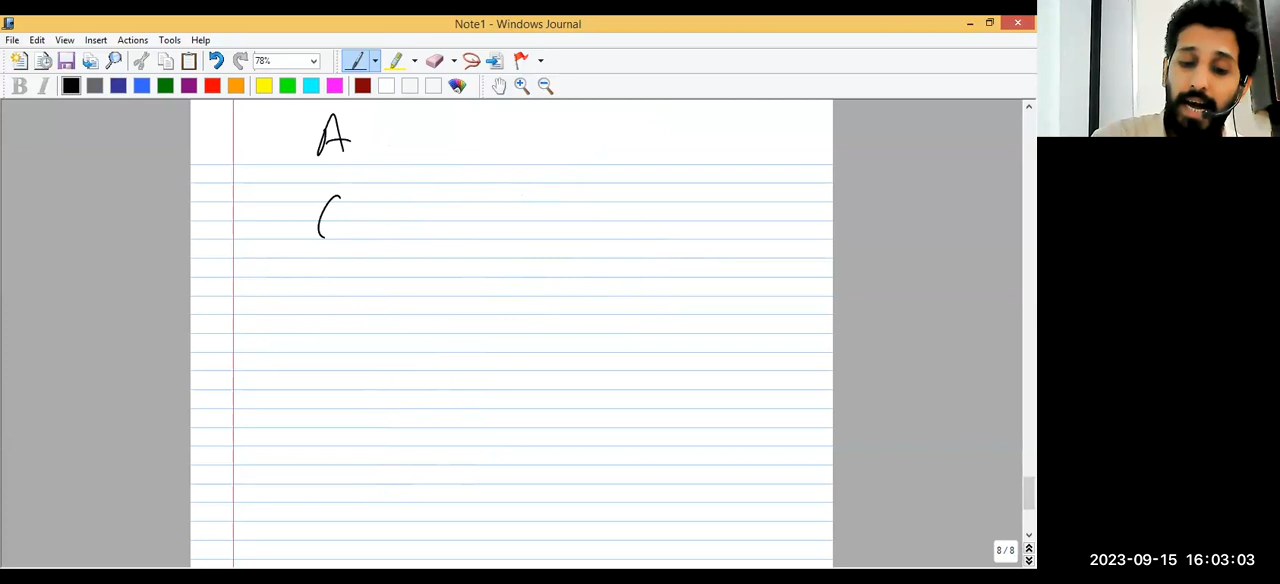 Note1 - Windows Journal
File Edit View Insert Actions Tools Help
78%
B I
A
(
8/8
2023-09-15 16:03:03